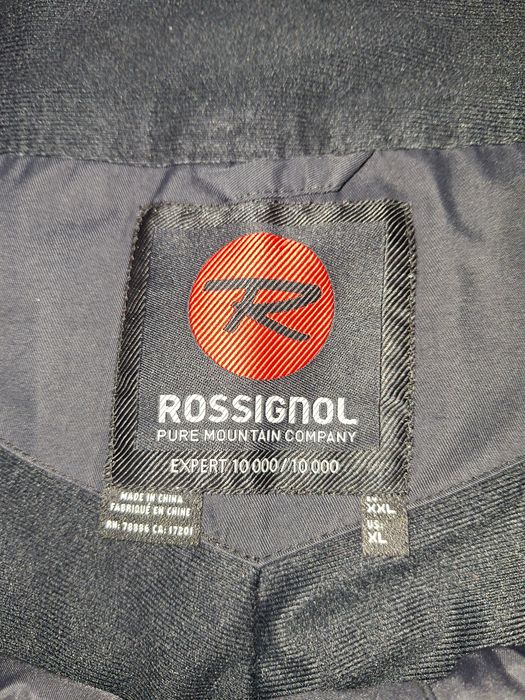 R
ROSSIGNOL
PURE MOUNTAIN COMPANY
EXPERT 10 000 / 10 000
MADE IN CHINA
FABRIQUÉ EN CHINE
RN: 78886 CA: 17201
XXL
US:
XL